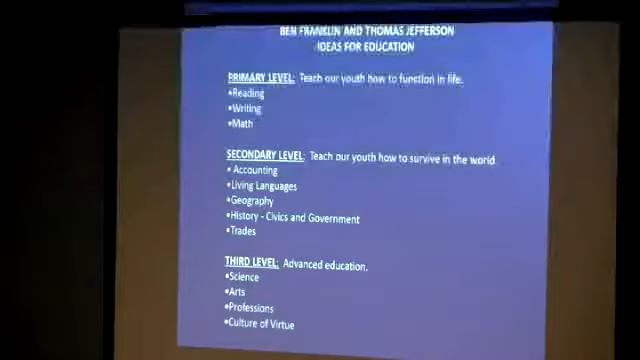 BEN FRANKLIN AND THOMAS JEFFERSON
IDEAS FOR EDUCATION
PRIMARY LEVEL: Teach our youth how to function in life.
•Reading
•Writing
•Math
SECONDARY LEVEL: Teach our youth how to survive in the world
• Accounting
•Living Languages
•Geography
•History - Civics and Government
•Trades
THIRD LEVEL: Advanced education.
•Science
•Arts
•Professions
•Culture of Virtue